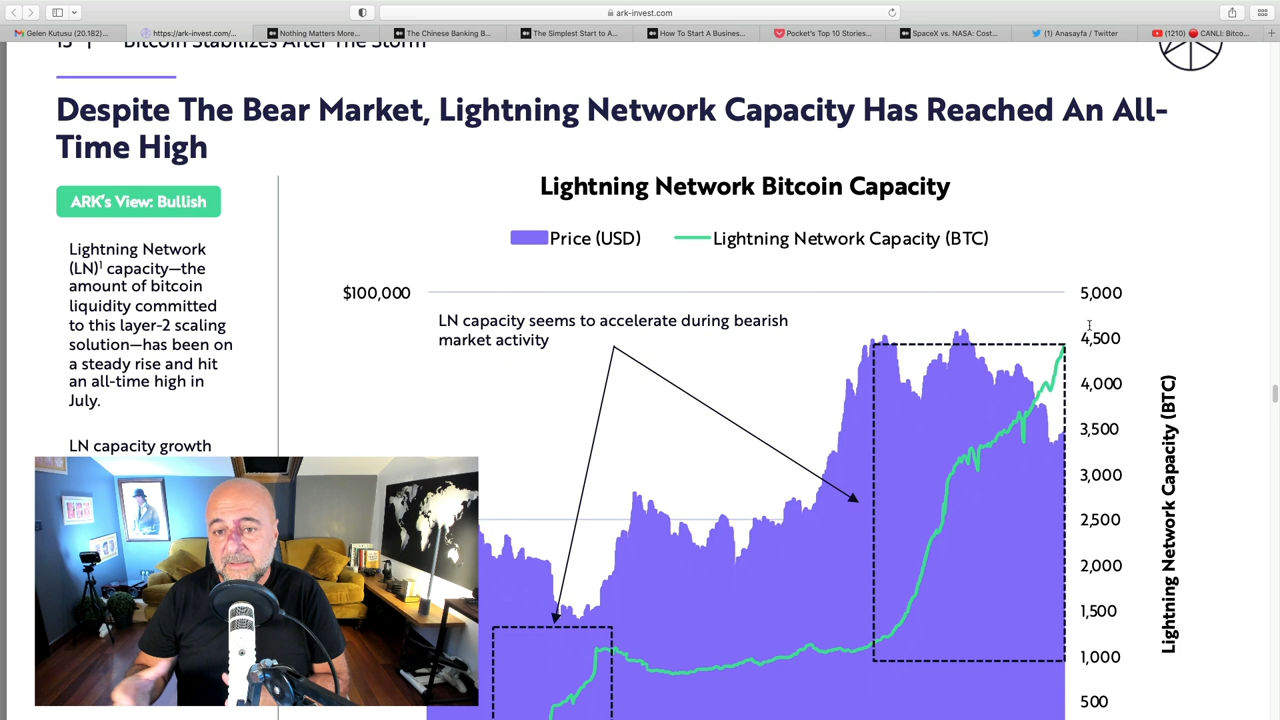 ark-invest.com
Gelen Kutusu (20.182)...
https://ark-invest.com/...
Nothing Matters More...
The Chinese Banking B...
The Simplest Start to A...
How To Start A Busines...
Pocket's Top 10 Stories...
SpaceX vs. NASA: Cost...
(1) Anasayfa / Twitter
(1210) 🔴 CANLI: Bitco...
13 | Bitcoin Stabilizes After The Storm
Despite The Bear Market, Lightning Network Capacity Has Reached An All-
Time High
ARK's View: Bullish
Lightning Network
(LN)¹ capacity—the
amount of bitcoin
liquidity committed
to this layer-2 scaling
solution—has been on
a steady rise and hit
an all-time high in
July.
LN capacity growth
Lightning Network Bitcoin Capacity
Price (USD)
Lightning Network Capacity (BTC)
$100,000
LN capacity seems to accelerate during bearish
market activity
5,000
4,500
4,000
3,500
3,000
2,500
2,000
1,500
1,000
500
Lightning Network Capacity (BTC)